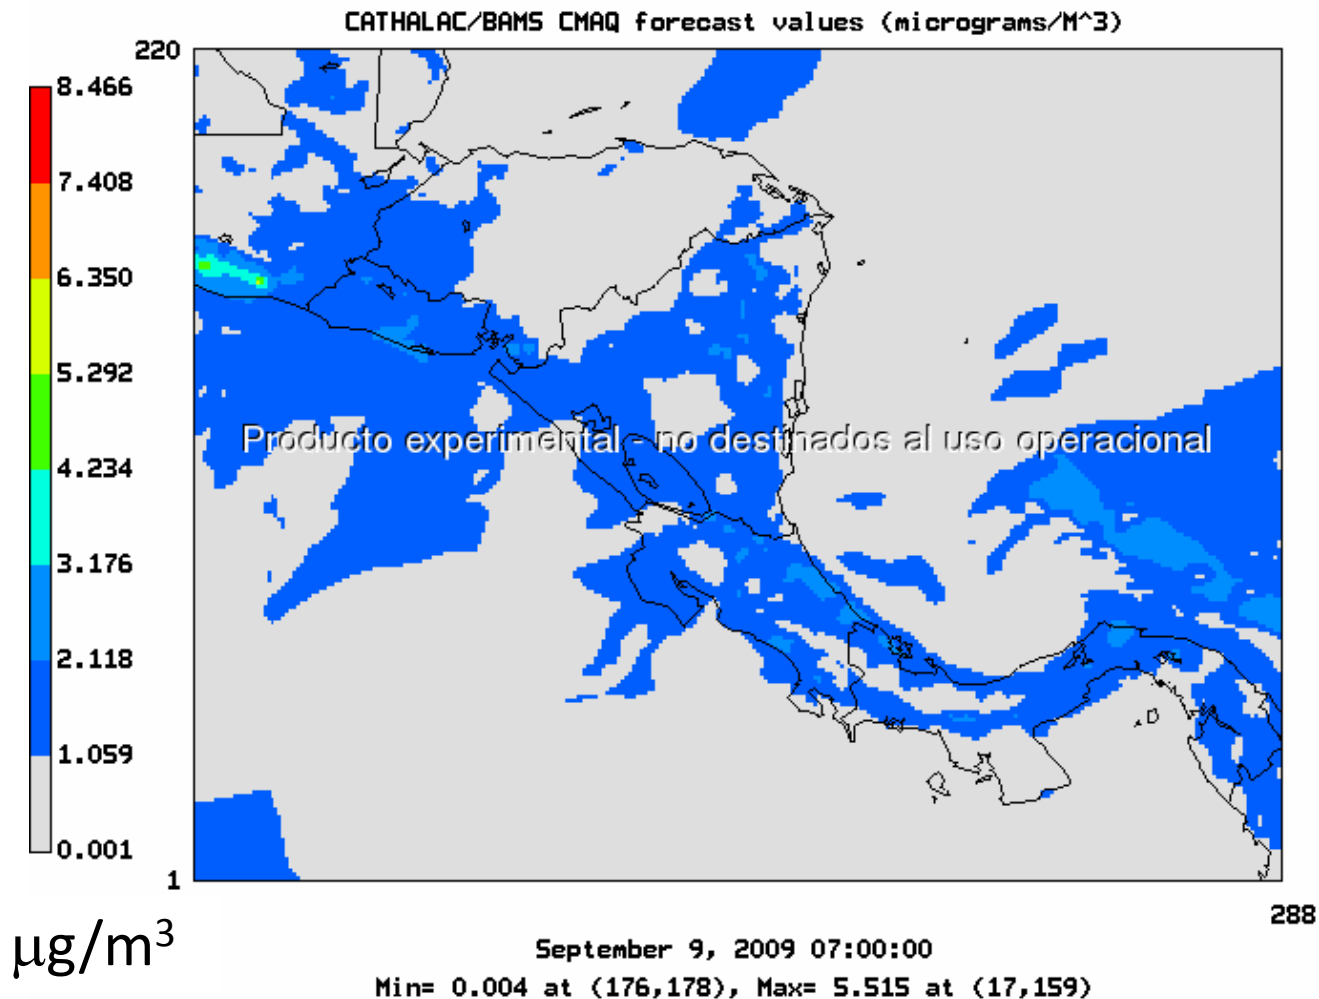 CATHALAC/BAMS CMAQ forecast values (micrograms/M^3)
220
8.466
7.408
6.350
5.292
4.234
3.176
2.118
1.059
0.001
Producto experimental - no destinados al uso operacional
1
288
μg/m³
September 9, 2009 07:00:00
Min= 0.004 at (176,178), Max= 5.515 at (17,159)